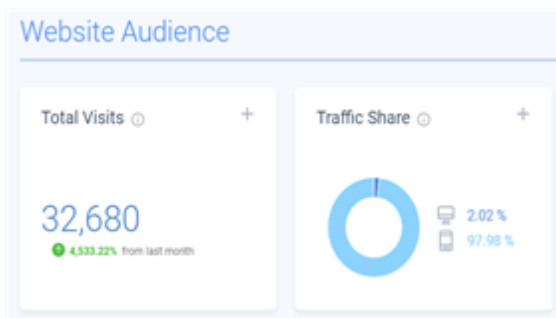 Website Audience
Total Visits
Traffic Share
32,680
4,533.22% from last month
2.02 %
97.98 %